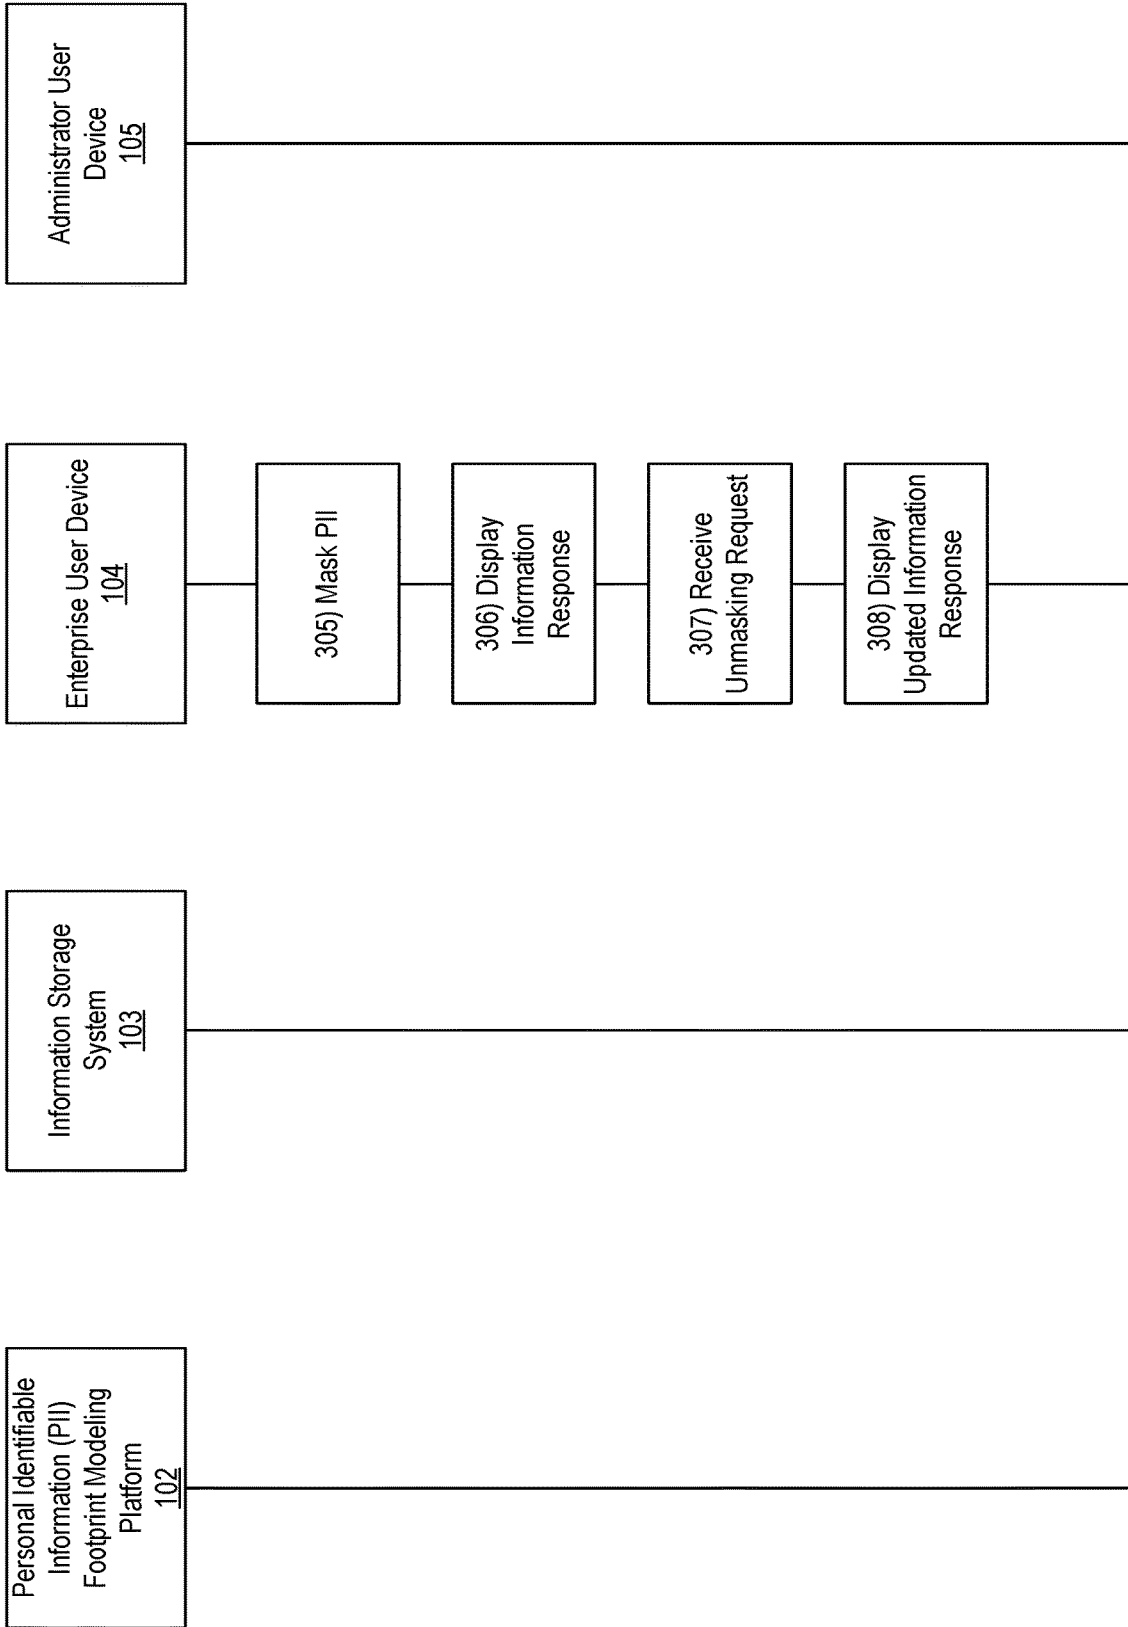 Personal Identifiable
Information (PII)
Footprint Modeling
Platform
102
Information Storage
System
103
Enterprise User Device
104
Administrator User
Device
105
305) Mask PII
306) Display
Information
Response
307) Receive
Unmasking Request
308) Display
Updated Information
Response